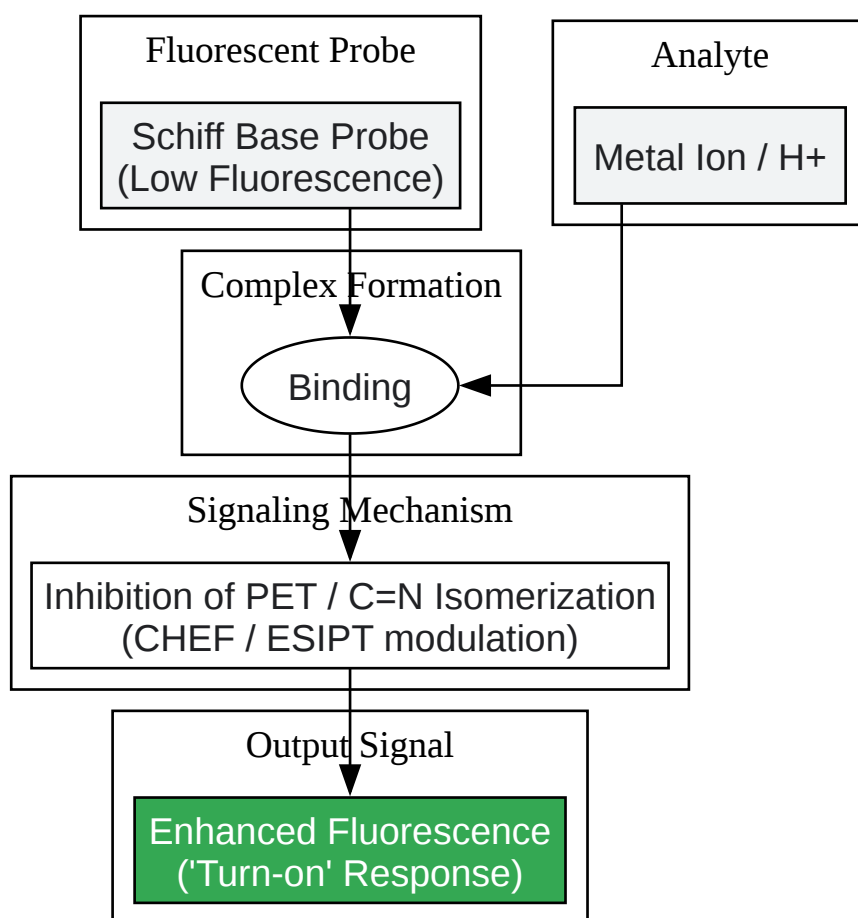 Fluorescent Probe
Schiff Base Probe
(Low Fluorescence)
Analyte
Metal Ion / H+
Complex Formation
Binding
Signaling Mechanism
Inhibition of PET / C=N Isomerization
(CHEF / ESIPT modulation)
Output Signal
Enhanced Fluorescence
('Turn-on' Response)